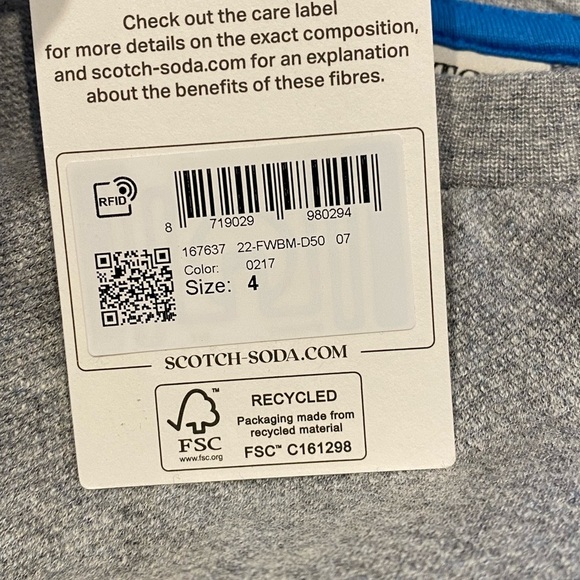 Check out the care label
for more details on the exact composition,
and scotch-soda.com for an explanation
about the benefits of these fibres.
RFID
8 719029 980294
167637 22-FWBM-D50 07
Color: 0217
Size: 4
SCOTCH-SODA.COM
FSC
www.fsc.org
RECYCLED
Packaging made from
recycled material
FSC™ C161298